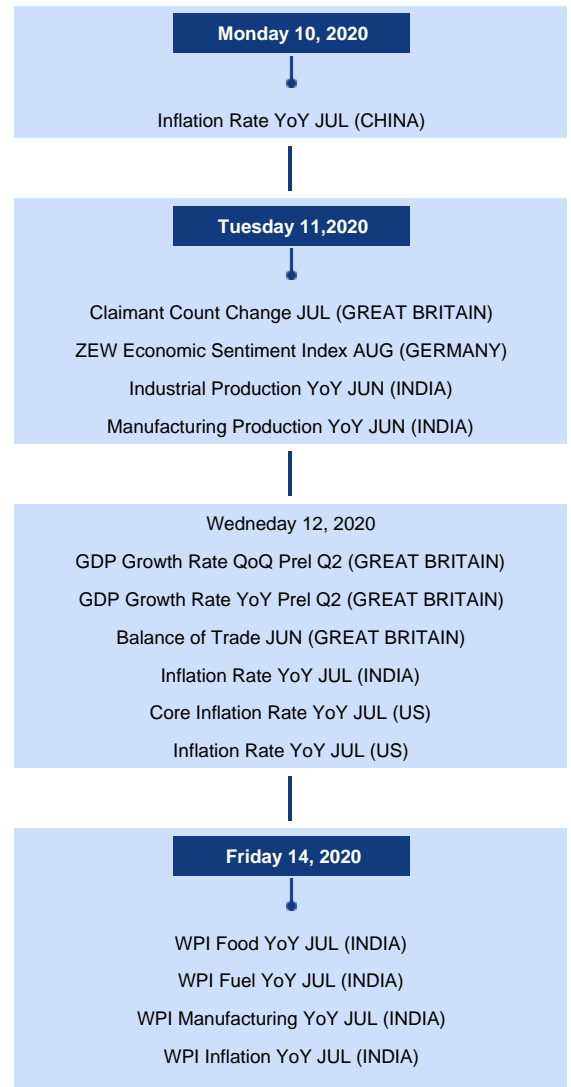 Monday 10, 2020
Inflation Rate YoY JUL (CHINA)
Tuesday 11,2020
Claimant Count Change JUL (GREAT BRITAIN)
ZEW Economic Sentiment Index AUG (GERMANY)
Industrial Production YoY JUN (INDIA)
Manufacturing Production YoY JUN (INDIA)
Wedneday 12, 2020
GDP Growth Rate QoQ Prel Q2 (GREAT BRITAIN)
GDP Growth Rate YoY Prel Q2 (GREAT BRITAIN)
Balance of Trade JUN (GREAT BRITAIN)
Inflation Rate YoY JUL (INDIA)
Core Inflation Rate YoY JUL (US)
Inflation Rate YoY JUL (US)
Friday 14, 2020
WPI Food YoY JUL (INDIA)
WPI Fuel YoY JUL (INDIA)
WPI Manufacturing YoY JUL (INDIA)
WPI Inflation YoY JUL (INDIA)